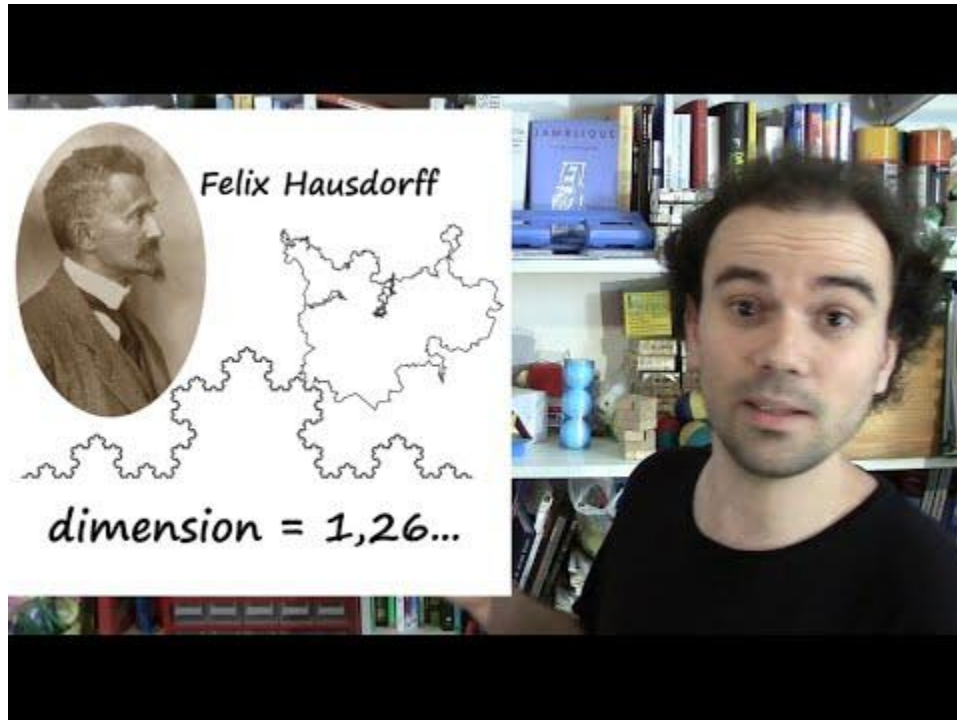 Felix Hausdorff
dimension = 1,26...
JAMBLIQUE